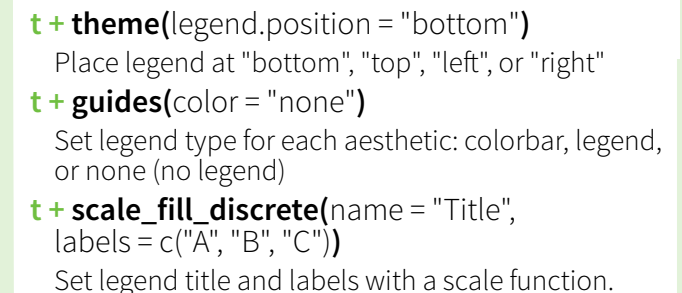 t + theme(legend.position = "bottom")
Place legend at "bottom", "top", "left", or "right"
t + guides(color = "none")
Set legend type for each aesthetic: colorbar, legend,
or none (no legend)
t + scale_fill_discrete(name = "Title",
labels = c("A", "B", "C"))
Set legend title and labels with a scale function.